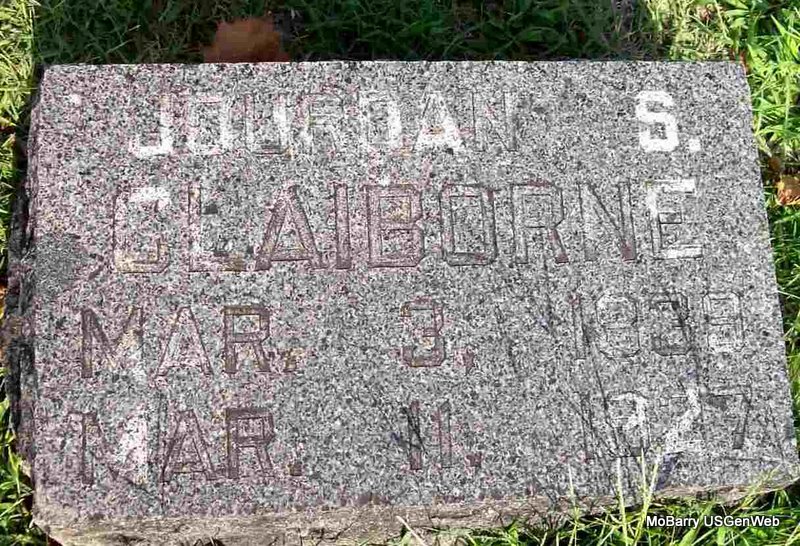 JOURDAN S.
CLAIBORNE
MAR. 3, 1838
MAR. 11, 1927
MoBarry USGenWeb